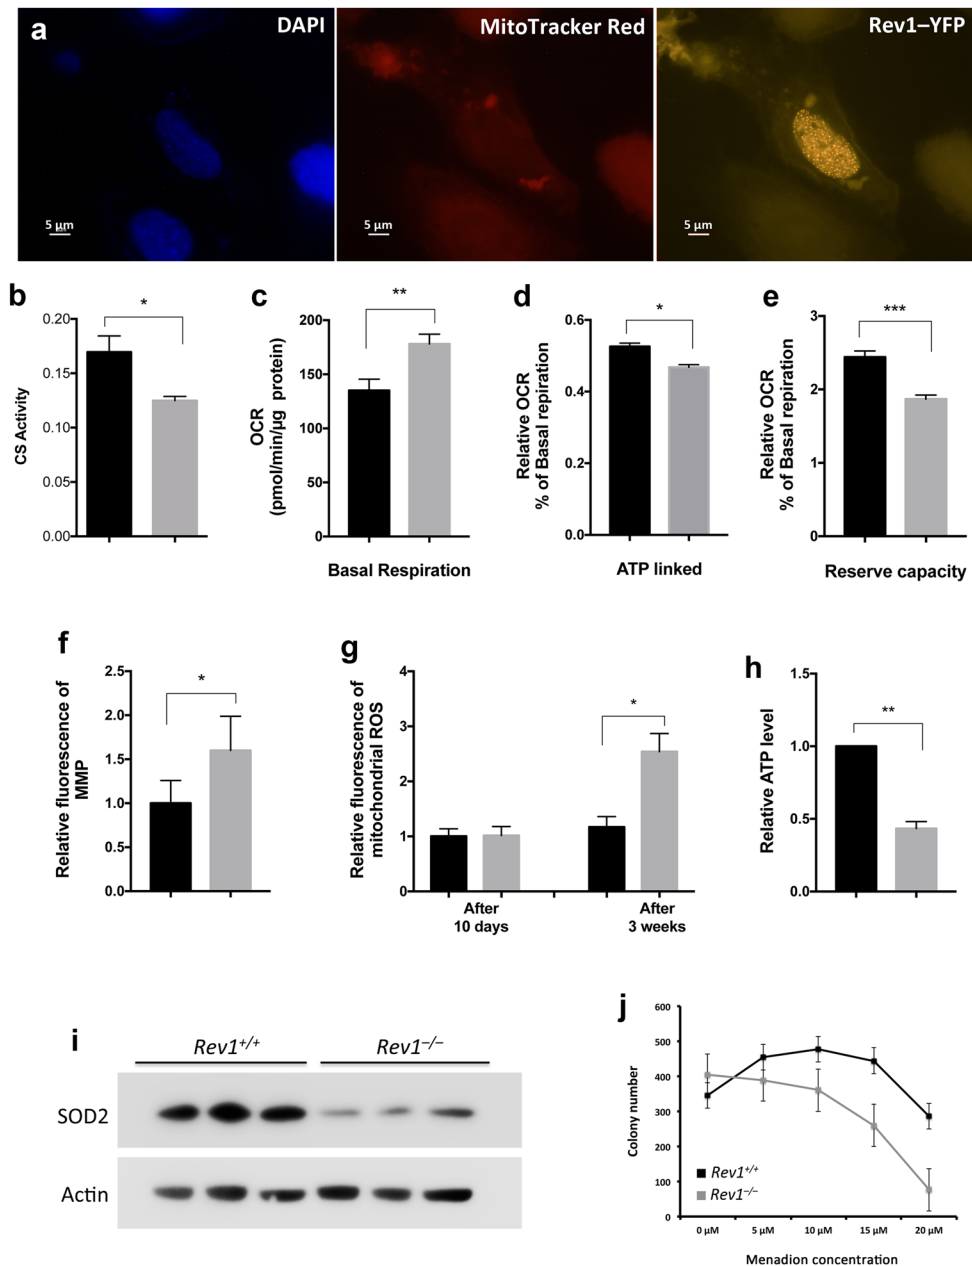 a
DAPI
MitoTracker Red
Rev1–YFP
5 µm
5 µm
5 µm
b
*
CS Activity
0.20
0.15
0.10
0.05
0.00
c
**
OCR
(pmol/min/µg protein)
200
150
100
50
0
Basal Respiration
d
*
Relative OCR
% of Basal repiration
0.6
0.4
0.2
0.0
ATP linked
e
***
Relative OCR
% of Basal repiration
3
2
1
0
Reserve capacity
f
*
Relative fluorescence of
MMP
2.5
2.0
1.5
1.0
0.5
0.0
g
*
Relative fluorescence of
mitochondrial ROS
4
3
2
1
0
After
10 days
After
3 weeks
h
**
Relative ATP level
1.5
1.0
0.5
0.0
i
Rev1+/+
Rev1–/–
SOD2
Actin
j
Colony number
600
500
400
300
200
100
0
Rev1+/+
Rev1–/–
0 µM
5 µM
10 µM
15 µM
20 µM
Menadion concentration